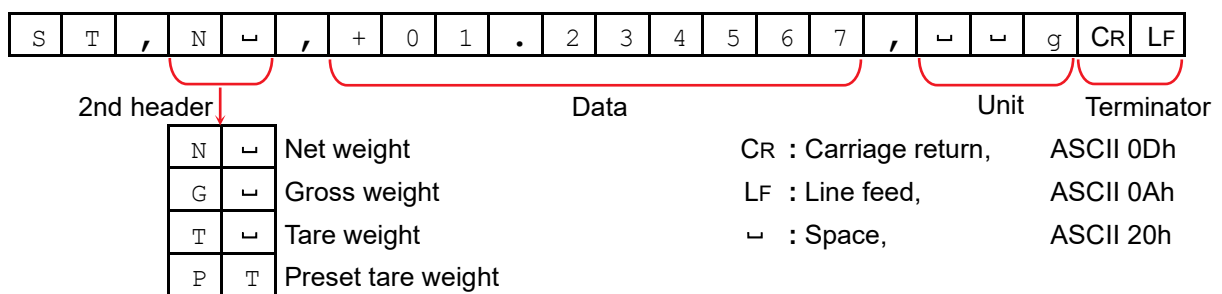 S T , N ␣ , + 0 1 . 2 3 4 5 6 7 , ␣ ␣ g CR LF
2nd header Data Unit Terminator
N ␣ Net weight CR : Carriage return, ASCII 0Dh
G ␣ Gross weight LF : Line feed, ASCII 0Ah
T ␣ Tare weight ␣ : Space, ASCII 20h
P T Preset tare weight